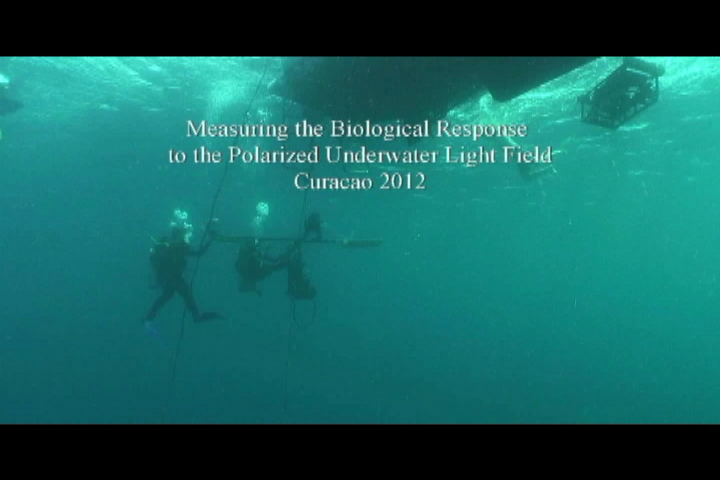 Measuring the Biological Response
to the Polarized Underwater Light Field
Curacao 2012